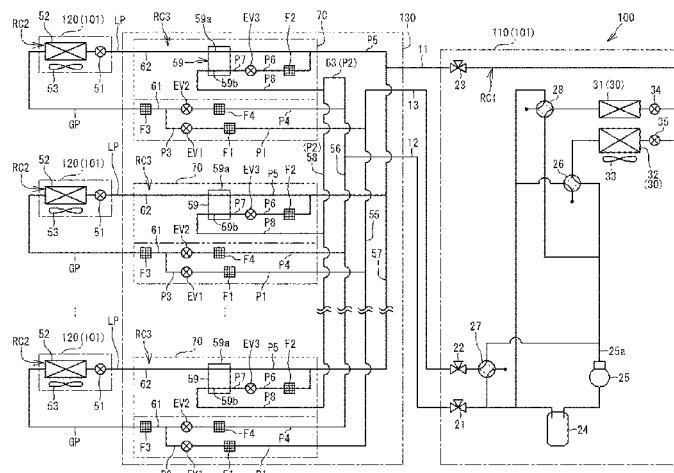 100
RC2
52
120(101)
LP
RC3
59a
EV3
F2
70
P5
130
59
P7
P6
62
59b
P8
63(P2)
11
110(101)
53
51
61
EV2
GP
F3
F4
P4
P3
EV1
F1
P1
13
12
23
RC1
28
31(30)
34
35
26
33
32
(30)
(P2)
58
56
RC2
52
120(101)
LP
RC3
70
59a
P5
59
P7
EV3
P6
F2
62
59b
P8
53
51
61
EV2
GP
F3
F4
P4
P3
EV1
F1
P1
55
57
RC2
52
120(101)
LP
RC3
70
59a
P5
F2
59
P7
EV3
P6
62
59b
P8
53
51
61
EV2
GP
F3
F4
P4
EV1
F1
P1
27
22
21
25a
25
24